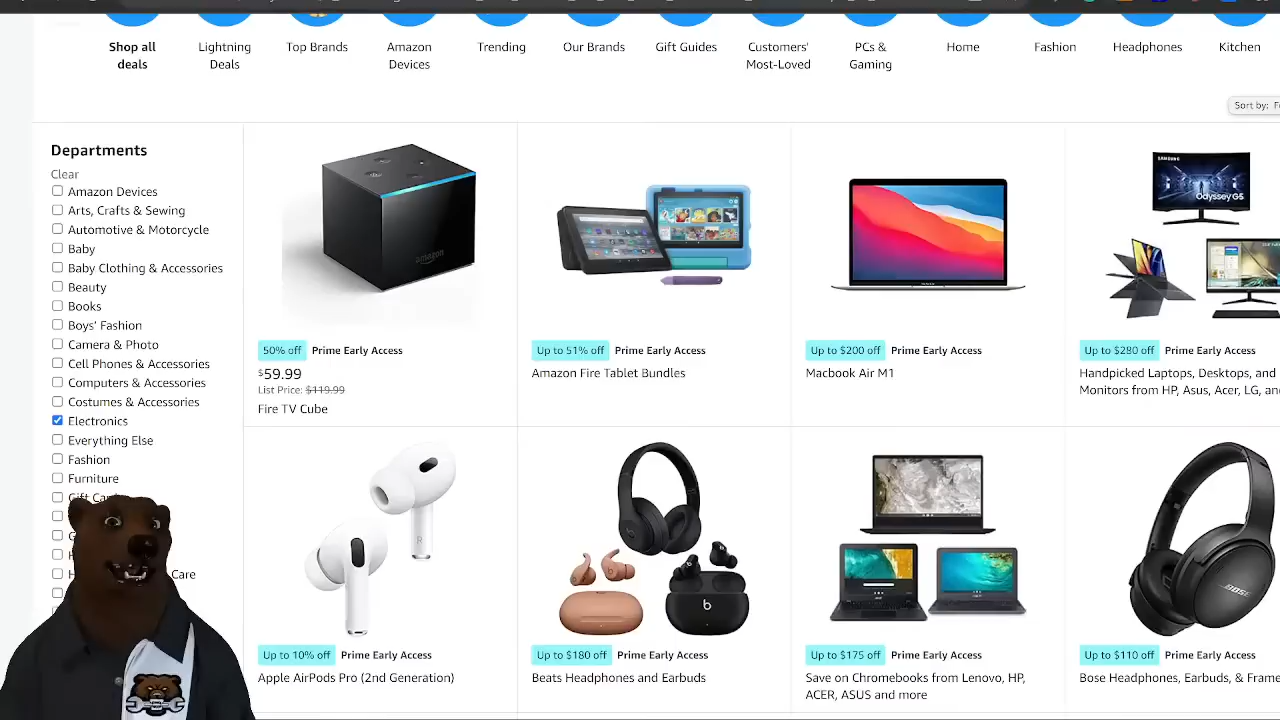 Shop all
deals
Lightning
Deals
Top Brands
Amazon
Devices
Trending
Our Brands
Gift Guides
Customers'
Most-Loved
PCs &
Gaming
Home
Fashion
Headphones
Kitchen
Sort by:
Departments
Clear
Amazon Devices
Arts, Crafts & Sewing
Automotive & Motorcycle
Baby
Baby Clothing & Accessories
Beauty
Books
Boys' Fashion
Camera & Photo
Cell Phones & Accessories
Computers & Accessories
Costumes & Accessories
Electronics
Everything Else
Fashion
Furniture
Care
amazon
50% off Prime Early Access
$59.99
List Price: $119.99
Fire TV Cube
Up to 51% off Prime Early Access
Amazon Fire Tablet Bundles
Up to $200 off Prime Early Access
Macbook Air M1
SAMSUNG
Odyssey G5
Up to $280 off Prime Early Access
Handpicked Laptops, Desktops, and
Monitors from HP, Asus, Acer, LG, and
Up to 10% off Prime Early Access
Apple AirPods Pro (2nd Generation)
b
Up to $180 off Prime Early Access
Beats Headphones and Earbuds
Up to $175 off Prime Early Access
Save on Chromebooks from Lenovo, HP,
ACER, ASUS and more
BOSE
Up to $110 off Prime Early Access
Bose Headphones, Earbuds, & Frame